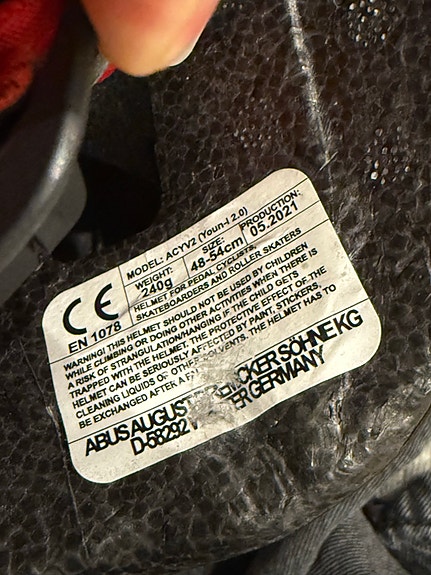 CE
EN 1078
MODEL: ACYV2 (Youn-I 2.0)
WEIGHT: 240g
SIZE: 48-54cm
PRODUCTION: 05.2021
HELMET FOR PEDAL CYCLISTS,
SKATEBOARDERS AND ROLLER SKATERS
WARNING! THIS HELMET SHOULD NOT BE USED BY CHILDREN
WHILE CLIMBING OR DOING OTHER ACTIVITIES WHEN THERE IS
A RISK OF STRANGULATION/HANGING IF THE CHILD GETS
TRAPPED WITH THE HELMET. THE PROTECTIVE EFFECT OF THE
HELMET CAN BE SERIOUSLY AFFECTED BY PAINT, STICKERS,
CLEANING LIQUIDS OR OTHER SOLVENTS. THE HELMET HAS TO
BE EXCHANGED AFTER A
ABUS AUGUST SÖHNE KG
D-58292 GERMANY